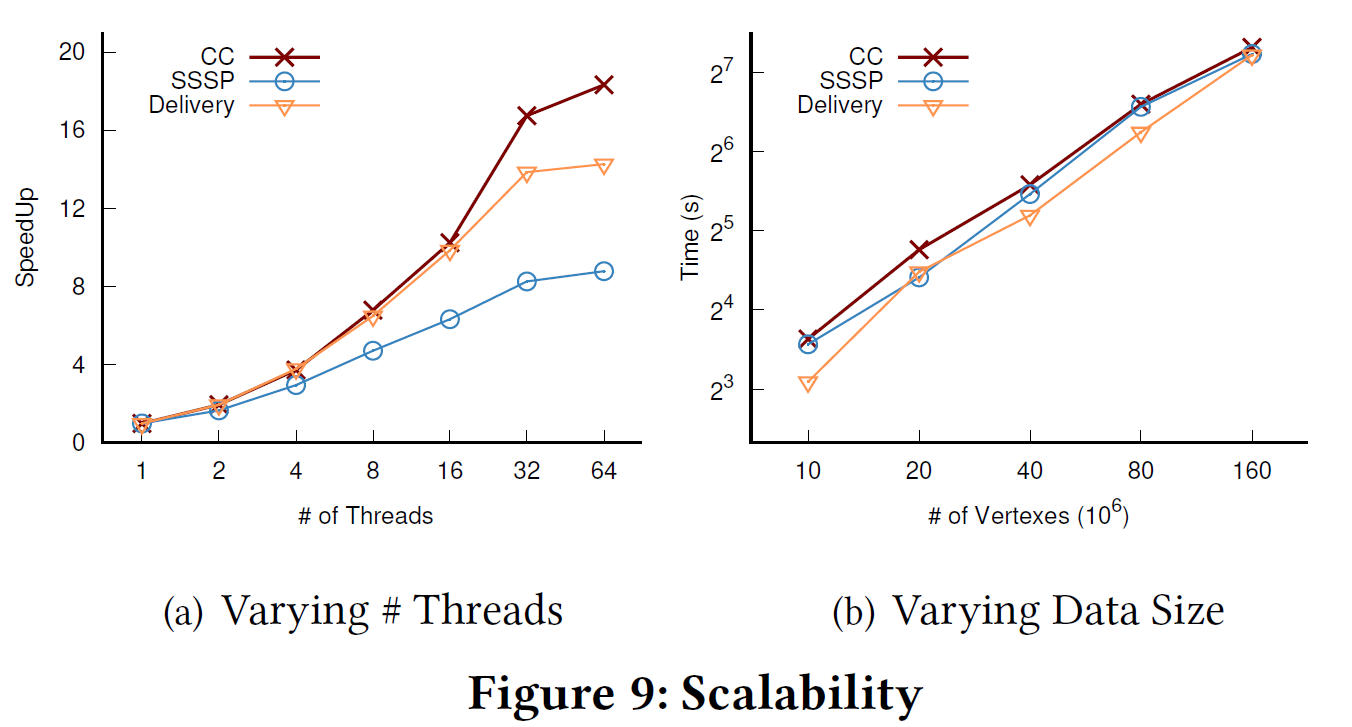 20
16
12
8
4
0
SpeedUp
CC
SSSP
Delivery
1 2 4 8 16 32 64
# of Threads
(a) Varying # Threads
2^7
2^6
2^5
2^4
2^3
Time (s)
CC
SSSP
Delivery
10 20 40 80 160
# of Vertexes (10^6)
(b) Varying Data Size
Figure 9: Scalability